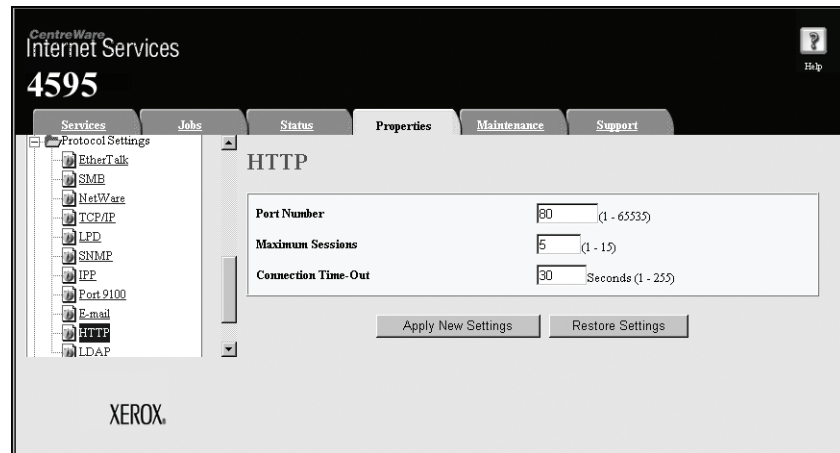 CentreWare
Internet Services
4595
Help
Services Jobs Status Properties Maintenance Support
Protocol Settings
EtherTalk
SMB
NetWare
TCP/IP
LPD
SNMP
IPP
Port 9100
E-mail
HTTP
LDAP
HTTP
Port Number 80 (1 - 65535)
Maximum Sessions 5 (1 - 15)
Connection Time-Out 30 Seconds (1 - 255)
Apply New Settings Restore Settings
XEROX.